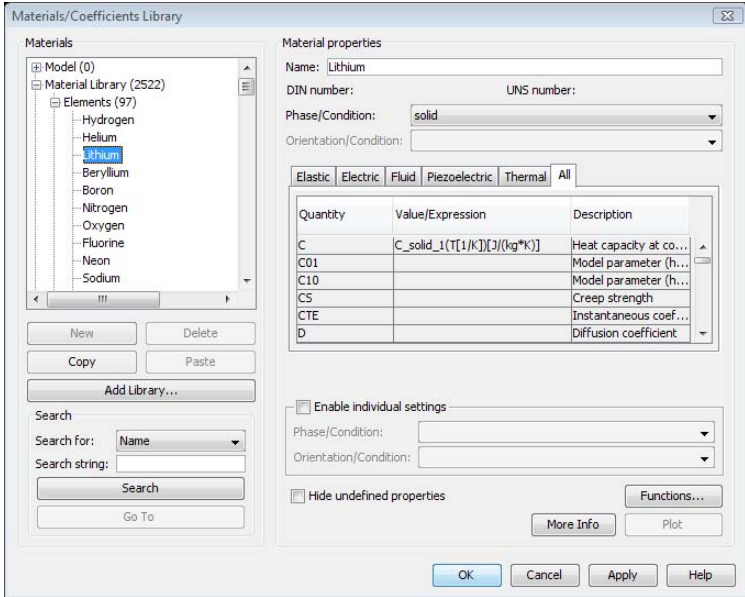 Materials/Coefficients Library
Materials
Model (0)
Material Library (2522)
Elements (97)
Hydrogen
Helium
Lithium
Beryllium
Boron
Nitrogen
Oxygen
Fluorine
Neon
Sodium
New Delete
Copy Paste
Add Library...
Search
Search for: Name
Search string:
Search
Go To
Material properties
Name: Lithium
DIN number: UNS number:
Phase/Condition: solid
Orientation/Condition:
Elastic Electric Fluid Piezoelectric Thermal All
Quantity Value/Expression Description
C C_solid_1(T[1/K])[J/(kg*K)] Heat capacity at co...
C01 Model parameter (h...
C10 Model parameter (h...
CS Creep strength
CTE Instantaneous coef...
D Diffusion coefficient
Enable individual settings
Phase/Condition:
Orientation/Condition:
Hide undefined properties Functions...
More Info Plot
OK Cancel Apply Help